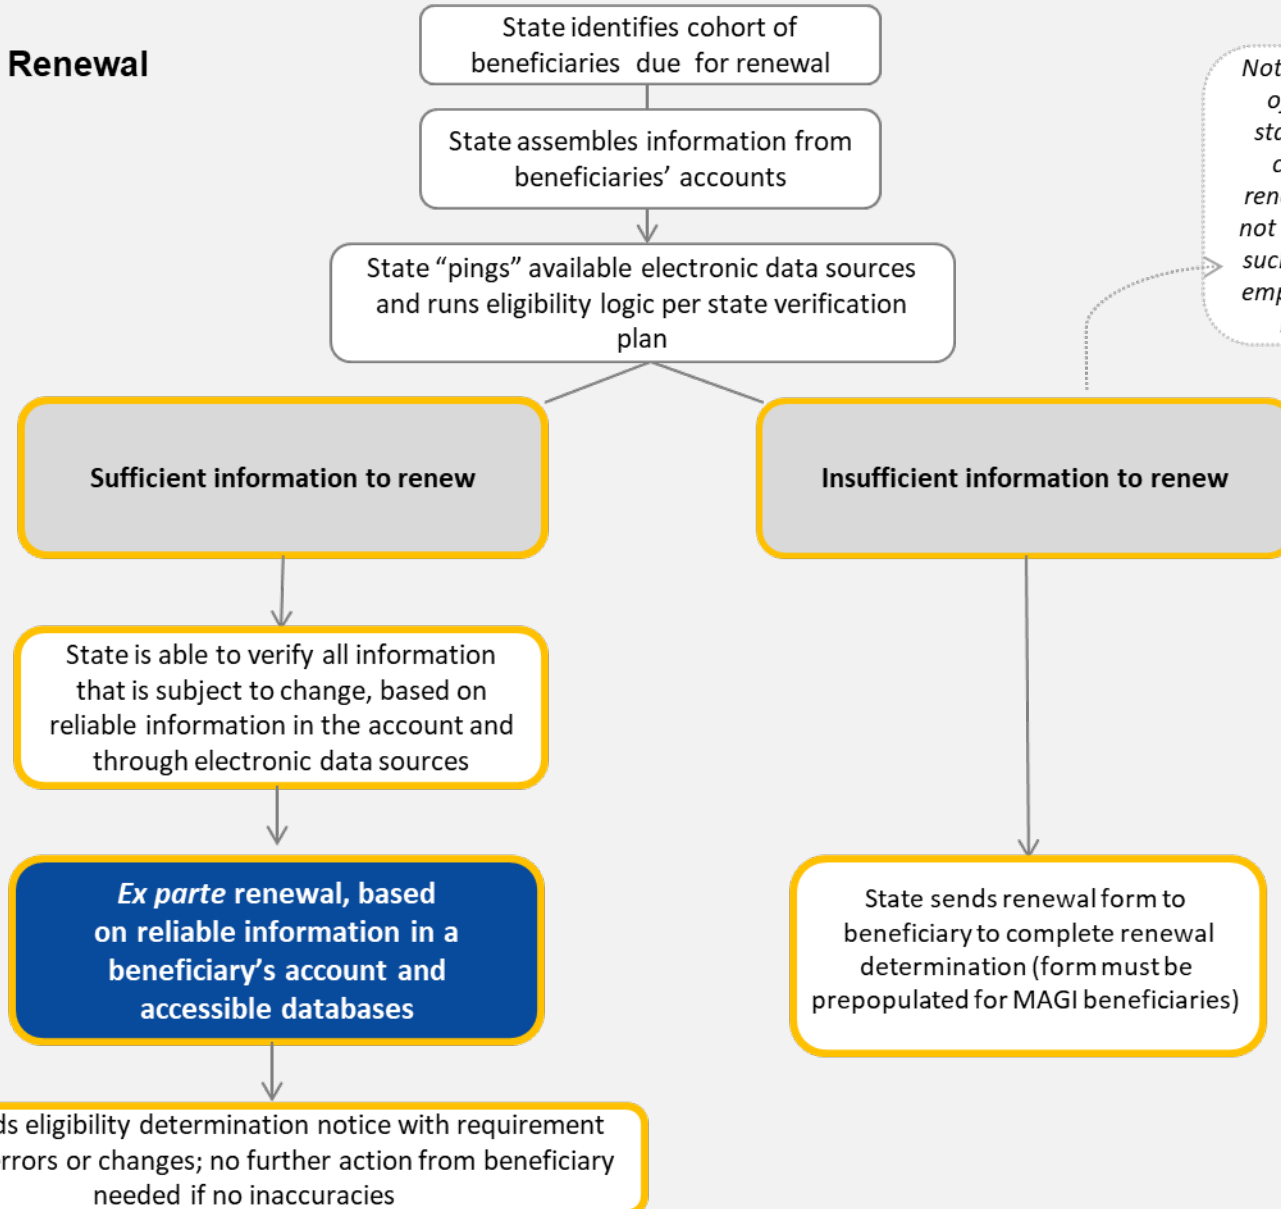 Renewal
State identifies cohort of
beneficiaries due for renewal
State assembles information from
beneficiaries' accounts
State “pings” available electronic data sources
and runs eligibility logic per state verification
plan
Not
not
Sufficient information to renew
Insufficient information to renew
State is able to verify all information
that is subject to change, based on
reliable information in the account and
through electronic data sources
Ex parte renewal, based
on reliable information in a
beneficiary’s account and
accessible databases
State sends renewal form to
beneficiary to complete renewal
determination (form must be
prepopulated for MAGI beneficiaries)
eligibility determination notice with requirement
errors or changes; no further action from beneficiary
needed if no inaccuracies